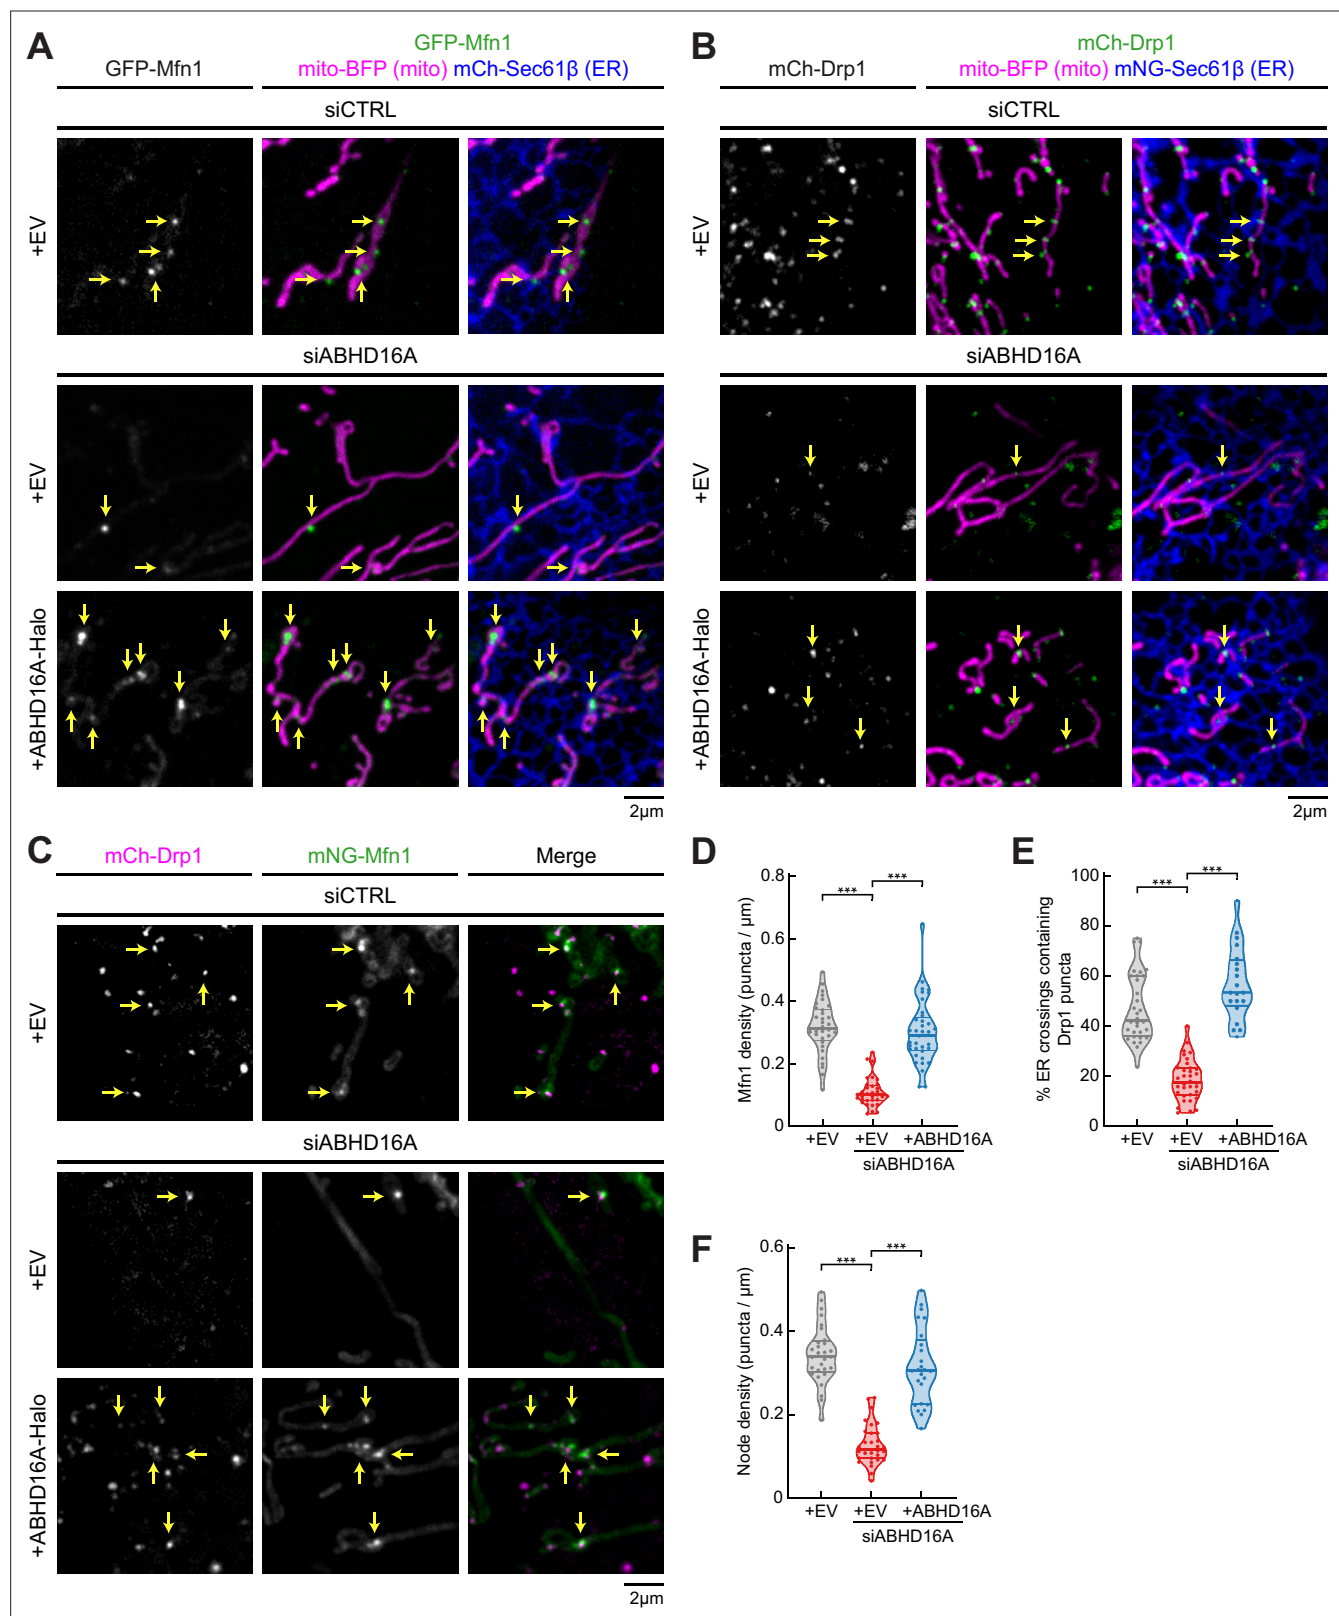 A
GFP-Mfn1
GFP-Mfn1
mito-BFP (mito) mCh-Sec61β (ER)
siCTRL
+EV
siABHD16A
+EV
+ABHD16A-Halo
2µm
B
mCh-Drp1
mCh-Drp1
mito-BFP (mito) mNG-Sec61β (ER)
siCTRL
+EV
siABHD16A
+EV
+ABHD16A-Halo
2µm
C
mCh-Drp1 mNG-Mfn1 Merge
siCTRL
+EV
siABHD16A
+EV
+ABHD16A-Halo
2µm
D
Mfn1 density (puncta / µm)
0.8
0.6
0.4
0.2
0
*** ***
+EV +EV +ABHD16A
siABHD16A
E
% ER crossings containing
Drp1 puncta
100
80
60
40
20
0
*** ***
+EV +EV +ABHD16A
siABHD16A
F
Node density (puncta / µm)
0.6
0.4
0.2
0
*** ***
+EV +EV +ABHD16A
siABHD16A